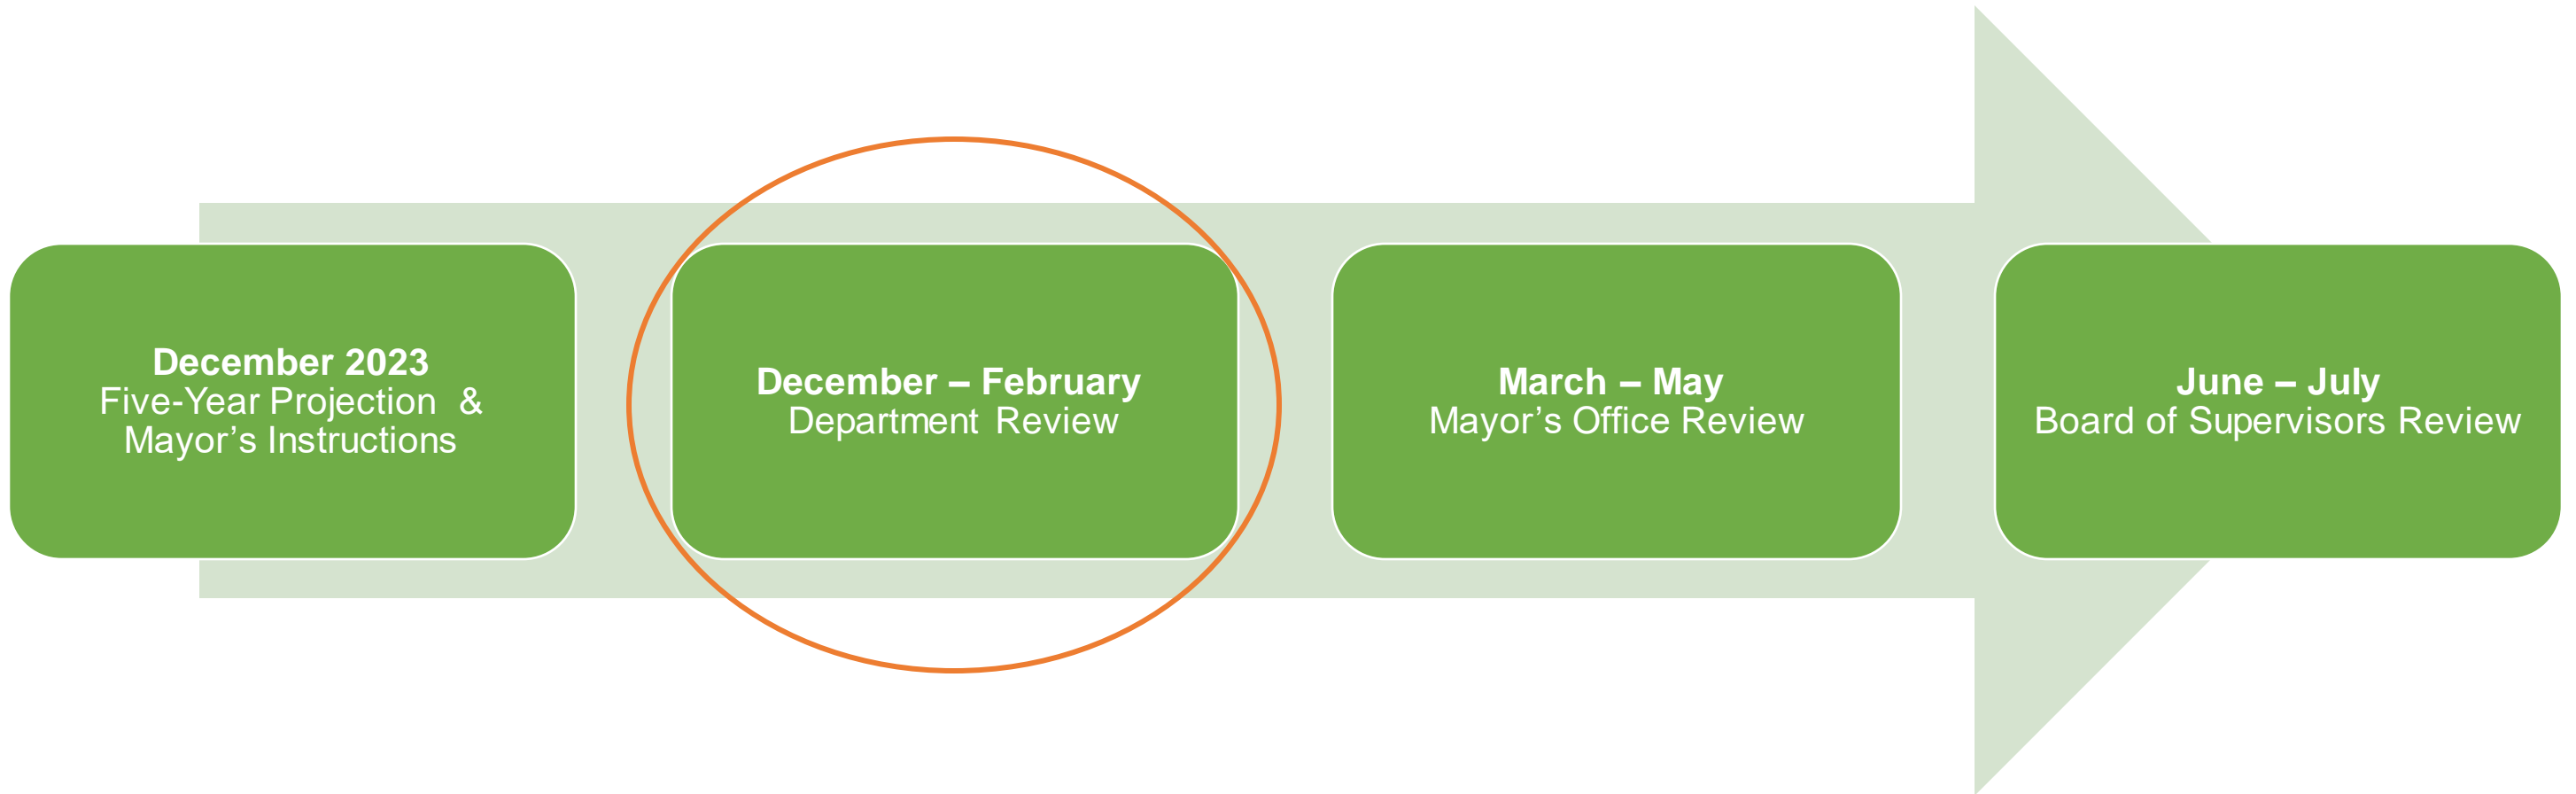 December 2023
Five-Year Projection &
Mayor’s Instructions
December – February
Department Review
March – May
Mayor’s Office Review
June – July
Board of Supervisors Review